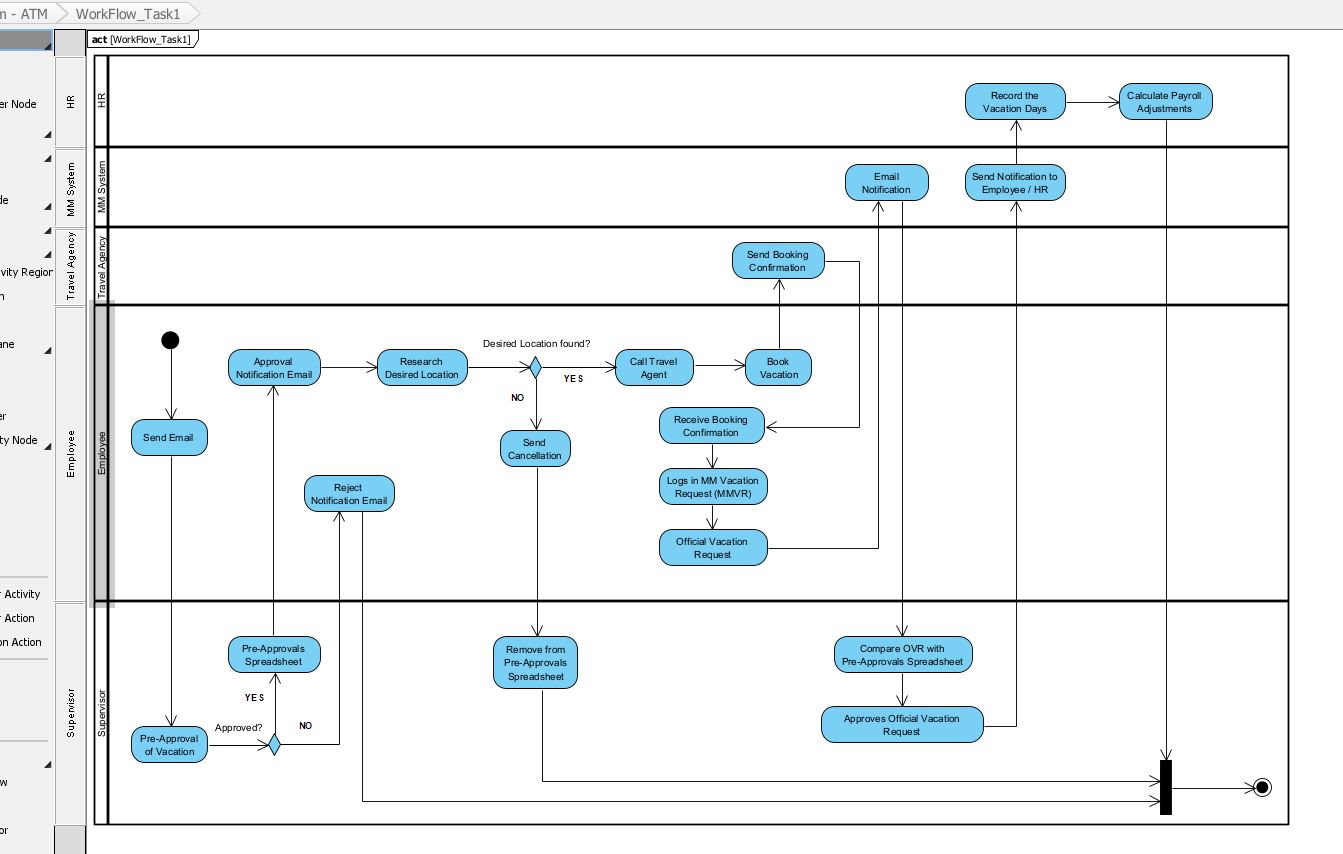 m - ATM
WorkFlow_Task1
act [WorkFlow_Task1]
er Node
de
ivity Region
n
ane
er
ty Node
r Activity
r Action
on Action
w
or
HR
HR
Record the
Vacation Days
Calculate Payroll
Adjustments
MM System
MM System
Email
Notification
Send Notification to
Employee / HR
Travel Agency
Travel Agency
Send Booking
Confirmation
Employee
Employee
Desired Location found?
Approval
Notification Email
Research
Desired Location
YES
NO
Call Travel
Agent
Book
Vacation
Send Email
Receive Booking
Confirmation
Send
Cancellation
Reject
Notification Email
Logs in MM Vacation
Request (MMVR)
Official Vacation
Request
Supervisor
Supervisor
Pre-Approvals
Spreadsheet
Remove from
Pre-Approvals
Spreadsheet
Compare OVR with
Pre-Approvals Spreadsheet
YES
Approved?
NO
Pre-Approval
of Vacation
Approves Official Vacation
Request